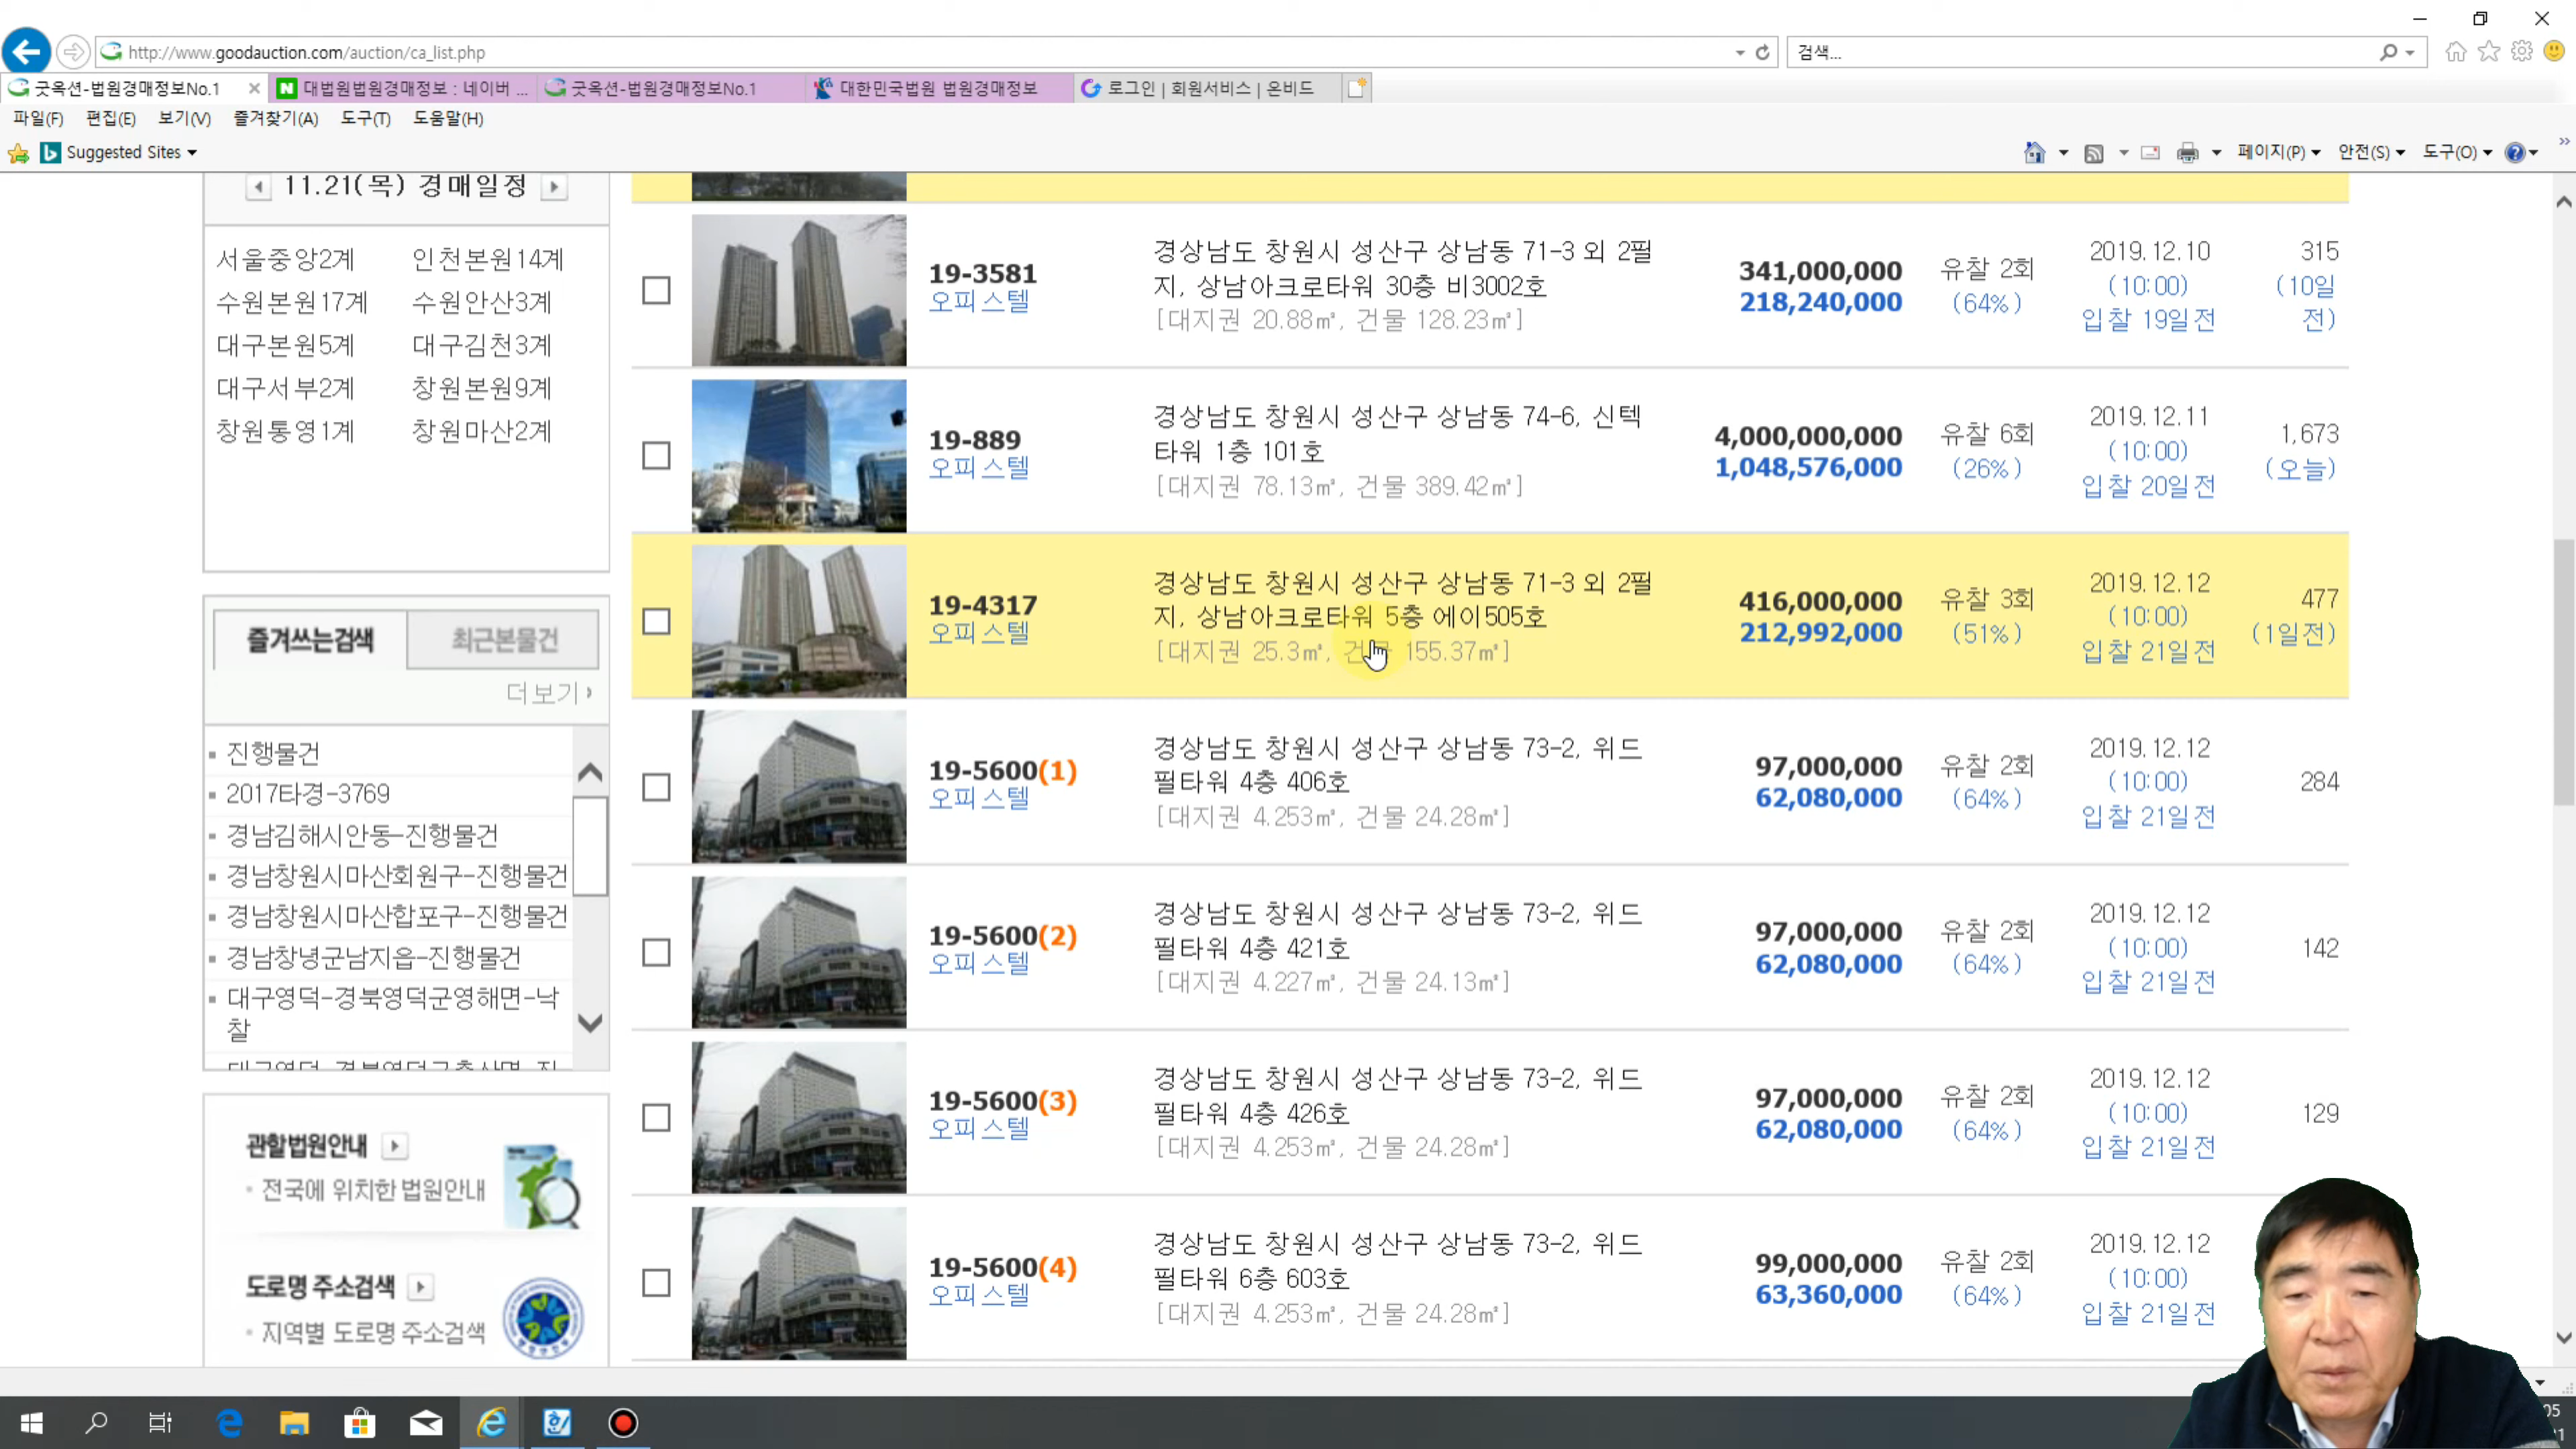 http://www.goodauction.com/auction/ca_list.php
검색...
굿옥션-법원경매정보No.1
대법원법원경매정보 : 네이버 ...
굿옥션-법원경매정보No.1
대한민국법원 법원경매정보
로그인 | 회원서비스 | 온비드
파일(F) 편집(E) 보기(V) 즐겨찾기(A) 도구(T) 도움말(H)
Suggested Sites
페이지(P) 안전(S) 도구(O)
11.21(목) 경매일정
서울중앙2계 인천본원14계
수원본원17계 수원안산3계
대구본원5계 대구김천3계
대구서부2계 창원본원9계
창원통영1계 창원마산2계
즐겨쓰는검색 최근본물건
더보기
진행물건
2017타경-3769
경남김해시안동-진행물건
경남창원시마산회원구-진행물건
경남창원시마산합포구-진행물건
경남창녕군남지읍-진행물건
대구영덕-경북영덕군영해면-낙
찰
관할법원안내
전국에 위치한 법원안내
도로명 주소검색
지역별 도로명 주소검색
19-3581
오피스텔
경상남도 창원시 성산구 상남동 71-3 외 2필
지, 상남아크로타워 30층 비3002호
[대지권 20.88㎡, 건물 128.23㎡]
341,000,000
218,240,000
유찰 2회
(64%)
2019.12.10
(10:00)
입찰 19일전
315
(10일
전)
19-889
오피스텔
경상남도 창원시 성산구 상남동 74-6, 신텍
타워 1층 101호
[대지권 78.13㎡, 건물 389.42㎡]
4,000,000,000
1,048,576,000
유찰 6회
(26%)
2019.12.11
(10:00)
입찰 20일전
1,673
(오늘)
19-4317
오피스텔
경상남도 창원시 성산구 상남동 71-3 외 2필
지, 상남아크로타워 5층 에이505호
[대지권 25.3㎡, 건물 155.37㎡]
416,000,000
212,992,000
유찰 3회
(51%)
2019.12.12
(10:00)
입찰 21일전
477
(1일전)
19-5600(1)
오피스텔
경상남도 창원시 성산구 상남동 73-2, 위드
필타워 4층 406호
[대지권 4.253㎡, 건물 24.28㎡]
97,000,000
62,080,000
유찰 2회
(64%)
2019.12.12
(10:00)
입찰 21일전
284
19-5600(2)
오피스텔
경상남도 창원시 성산구 상남동 73-2, 위드
필타워 4층 421호
[대지권 4.227㎡, 건물 24.13㎡]
97,000,000
62,080,000
유찰 2회
(64%)
2019.12.12
(10:00)
입찰 21일전
142
19-5600(3)
오피스텔
경상남도 창원시 성산구 상남동 73-2, 위드
필타워 4층 426호
[대지권 4.253㎡, 건물 24.28㎡]
97,000,000
62,080,000
유찰 2회
(64%)
2019.12.12
(10:00)
입찰 21일전
129
19-5600(4)
오피스텔
경상남도 창원시 성산구 상남동 73-2, 위드
필타워 6층 603호
[대지권 4.253㎡, 건물 24.28㎡]
99,000,000
63,360,000
유찰 2회
(64%)
2019.12.12
(10:00)
입찰 21일전